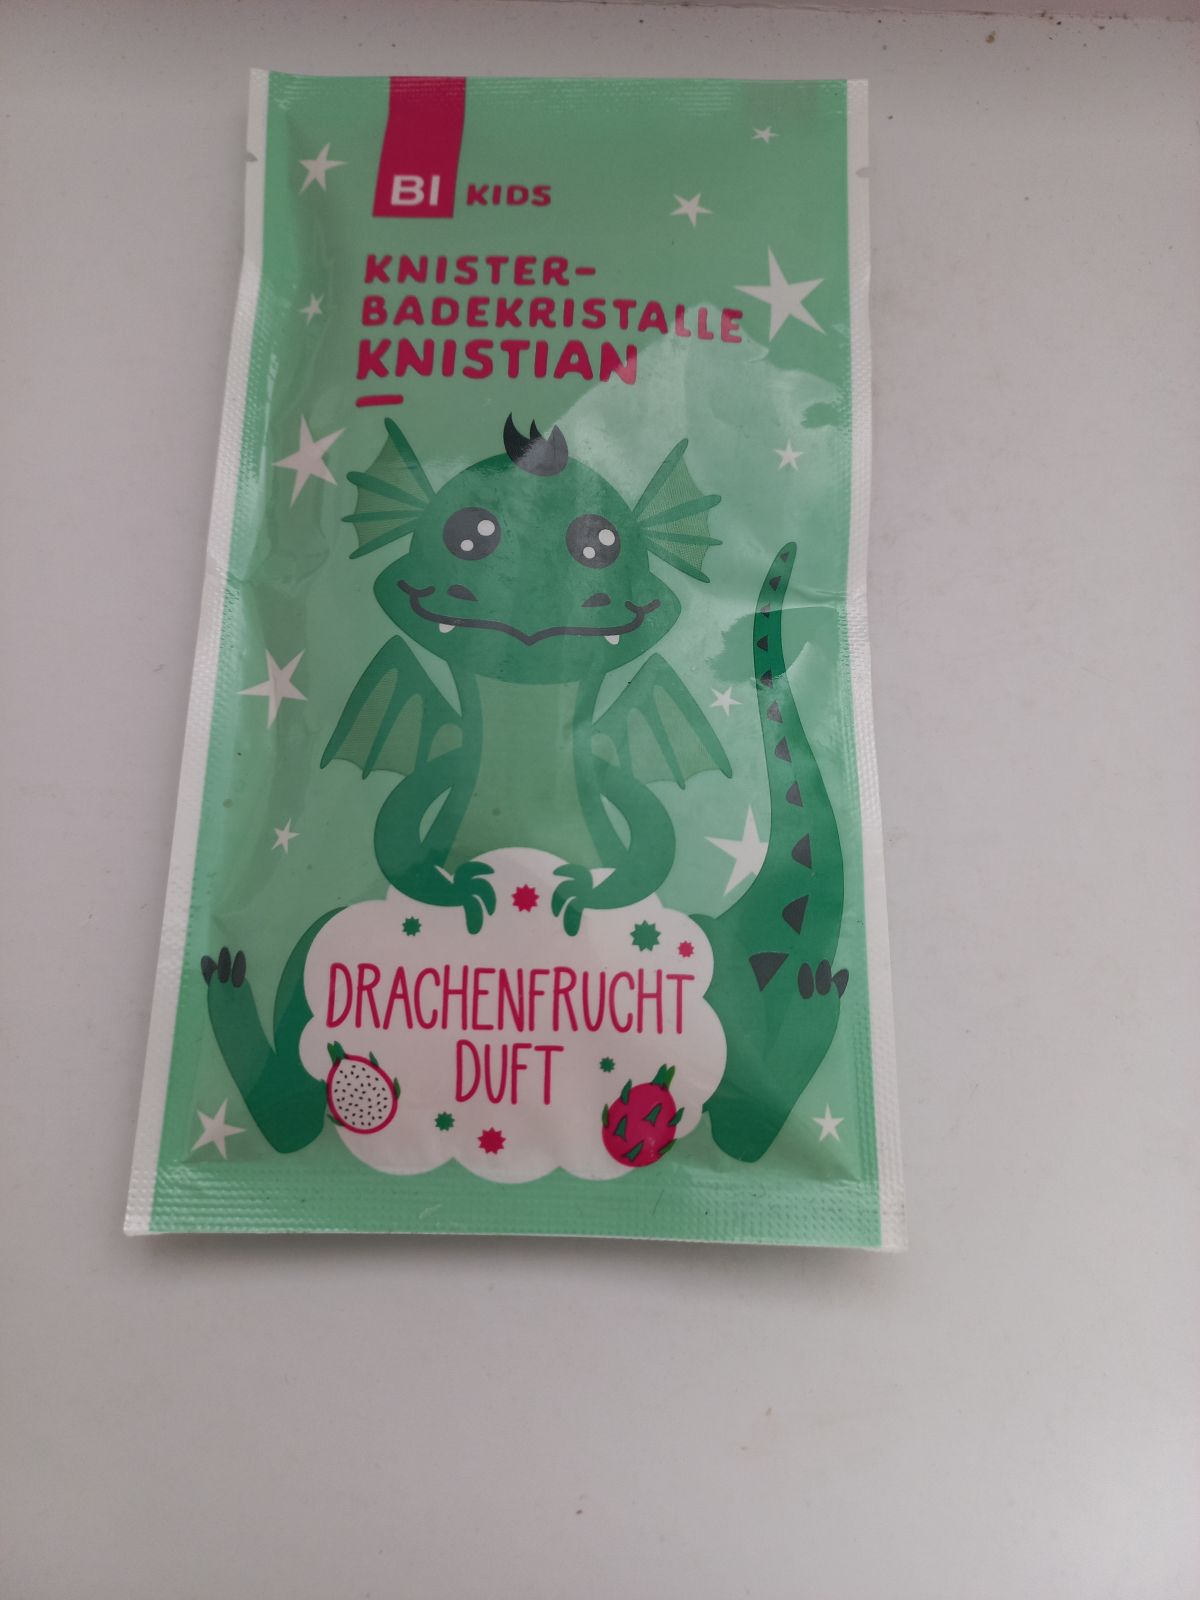 BI KIDS
KNISTER-
BADEKRISTALLE
KNISTIAN
DRACHENFRUCHT
DUFT